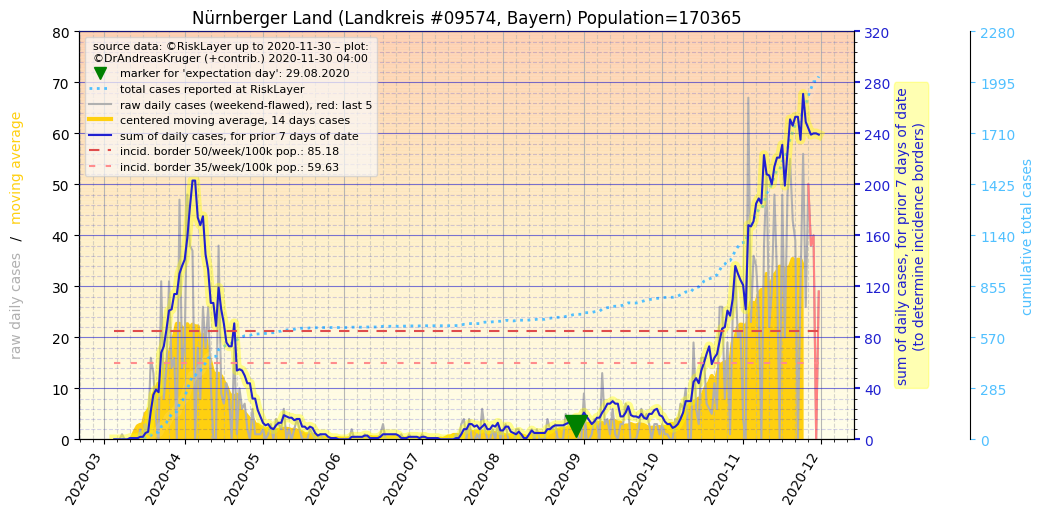 Nürnberger Land (Landkreis #09574, Bayern) Population=170365
source data: ©RiskLayer up to 2020-11-30 – plot:
©DrAndreasKruger (+contrib.) 2020-11-30 04:00
marker for 'expectation day': 29.08.2020
total cases reported at RiskLayer
raw daily cases (weekend-flawed), red: last 5
centered moving average, 14 days cases
sum of daily cases, for prior 7 days of date
incid. border 50/week/100k pop.: 85.18
incid. border 35/week/100k pop.: 59.63
raw daily cases / moving average
80
70
60
50
40
30
20
10
0
320
280
240
200
160
120
80
40
0
sum of daily cases, for prior 7 days of date
(to determine incidence borders)
2280
1995
1710
1425
1140
855
570
285
0
cumulative total cases
2020-03
2020-04
2020-05
2020-06
2020-07
2020-08
2020-09
2020-10
2020-11
2020-12